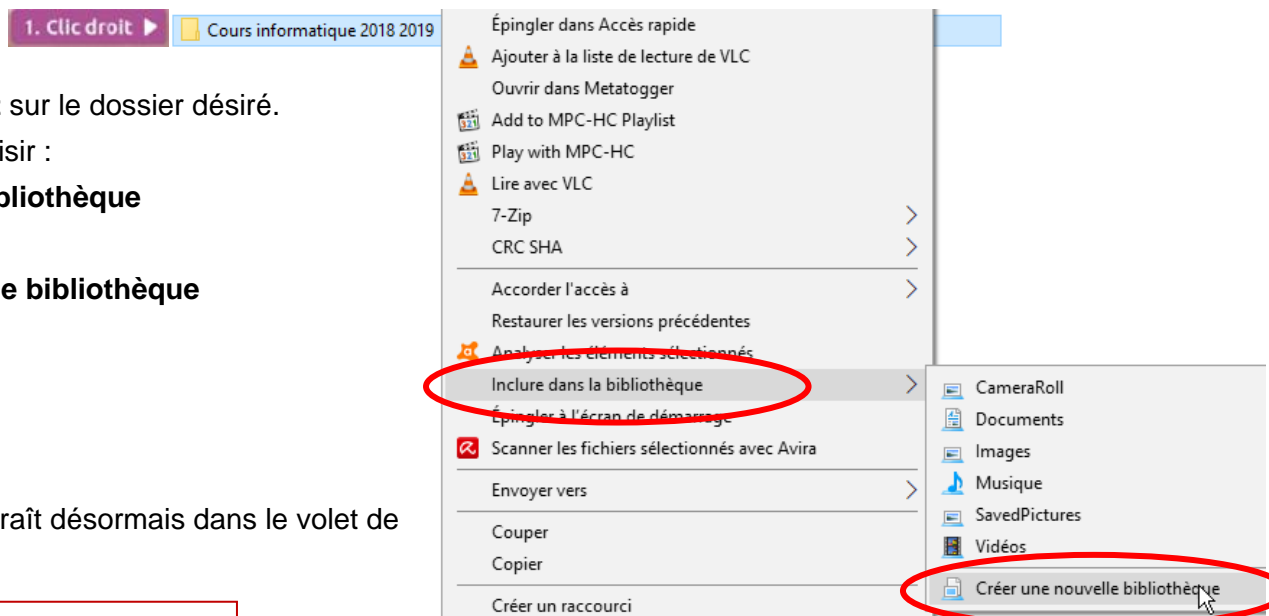 1. Clic droit
Cours informatique 2018 2019
sur le dossier désiré.
isir :
bliothèque
e bibliothèque
raît désormais dans le volet de
Épingler dans Accès rapide
Ajouter à la liste de lecture de VLC
Ouvrir dans Metatogger
Add to MPC-HC Playlist
Play with MPC-HC
Lire avec VLC
7-Zip
CRC SHA
Accorder l'accès à
Restaurer les versions précédentes
Analyser les éléments sélectionnés
Inclure dans la bibliothèque
Épingler à l'écran de démarrage
Scanner les fichiers sélectionnés avec Avira
Envoyer vers
Couper
Copier
Créer un raccourci
CameraRoll
Documents
Images
Musique
SavedPictures
Vidéos
Créer une nouvelle bibliothèque